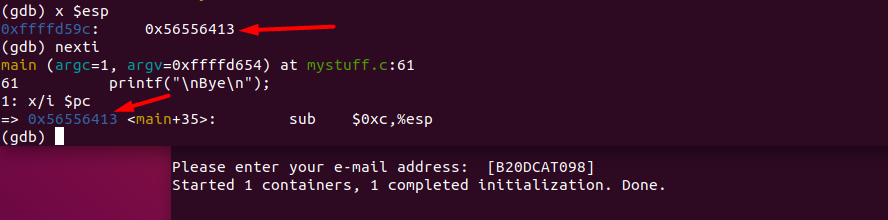 (gdb) x $esp
0xffffd59c:     0x56556413
(gdb) nexti
main (argc=1, argv=0xffffd654) at mystuff.c:61
61          printf("\nBye\n");
1: x/i $pc
=> 0x56556413 <main+35>:        sub    $0xc,%esp
(gdb)
Please enter your e-mail address:  [B20DCAT098]
Started 1 containers, 1 completed initialization. Done.